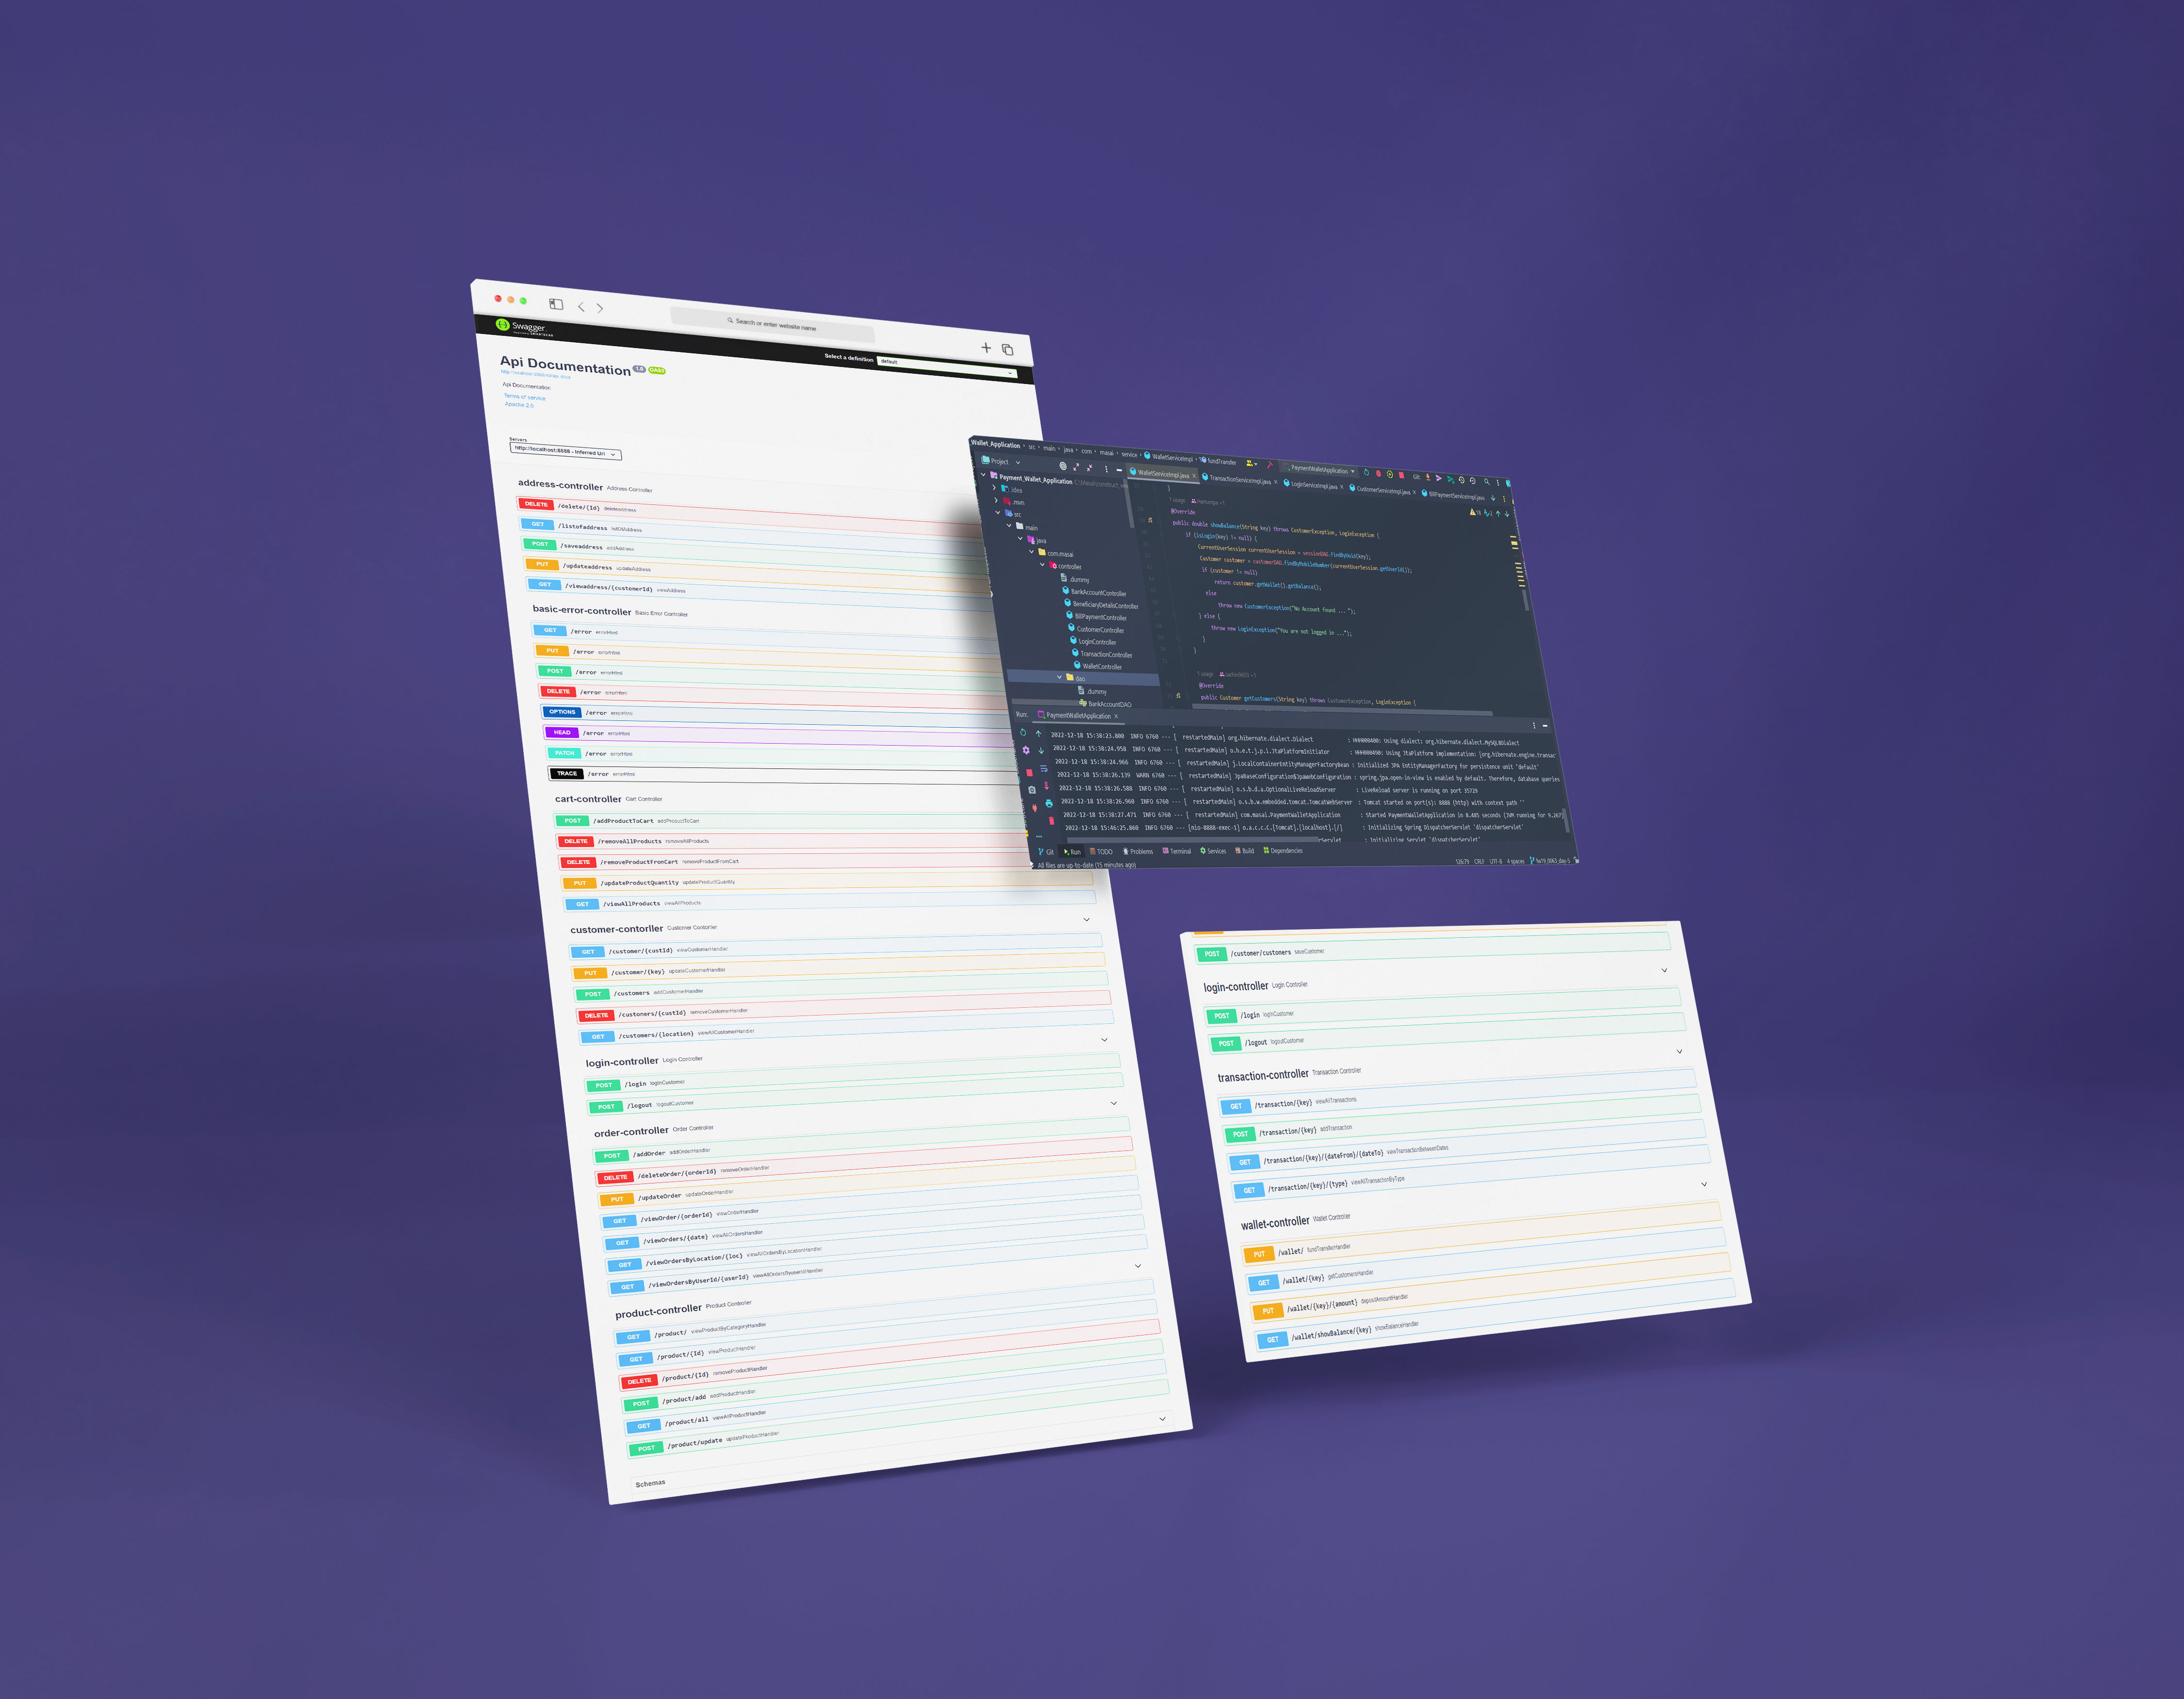 Search or enter website name
Swagger
Select a definition default
Api Documentation 1.0 OAS3
Api Documentation
Terms of service
Apache 2.0
Servers
http://localhost:8888 - Inferred Url
address-controller Address Controller
DELETE /delete/{Id} deleteAddress
GET /listofaddress
POST /saveaddress addAddress
PUT /updateaddress updateAddress
GET /viewaddress/{customerId} viewAddress
basic-error-controller Basic Error Controller
GET /error errorHtml
PUT /error errorHtml
POST /error errorHtml
DELETE /error errorHtml
OPTIONS /error errorHtml
HEAD /error errorHtml
PATCH /error errorHtml
TRACE /error errorHtml
cart-controller Cart Controller
POST /addProductToCart addProductToCart
DELETE /removeAllProducts removeAllProducts
DELETE /removeProductFromCart removeProductFromCart
PUT /updateProductQuantity updateProductQuantity
GET /viewAllProducts viewAllProducts
customer-contorller Customer Contorller
GET /customer/{custId} viewCustomerHandler
PUT /customer/{key} updateCustomerHandler
POST /customers addCustomerHandler
DELETE /customers/{custId} removeCustomerHandler
GET /customers/{location} viewAllCustomerHandler
login-controller Login Controller
POST /login loginCustomer
POST /logout logoutCustomer
order-controller Order Controller
POST /addOrder addOrderHandler
DELETE /deleteOrder/{orderId} removeOrderHandler
PUT /updateOrder updateOrderHandler
GET /viewOrder/{orderId} viewOrderHandler
GET /viewOrders/{date} viewAllOrdersHandler
GET /viewOrdersByLocation/{loc} viewAllOrdersByLocationHandler
GET /viewOrdersByUserId/{userId} viewAllOrdersByuserIdHandler
product-controller Product Controller
GET /product/ viewProductByCategoryHandler
GET /product/{Id} viewProductHandler
DELETE /product/{Id} removeProductHandler
POST /product/add addProductHandler
GET /product/all viewAllProductHandler
POST /product/update updateProductHandler
Schemas
Wallet_Application src main java com masai service WalletServiceImpl fundTransfer PaymentWalletApplication Git:
Project WalletServiceImpl.java TransactionServiceImpl.java LoginServiceImpl.java CustomerServiceImpl.java BillPaymentServiceImpl.java
Payment_Wallet_Application
.idea
.mvn
src
main
java
com.masai
controller
.dummy
BankAccountController
BeneficiaryDetailsController
BillPaymentController
CustomerController
LoginController
TransactionController
WalletController
dao
.dummy
BankAccountDAO
}
1 usage
@Override
public double showBalance(String key) throws CustomerException, LoginException {
if (isLogin(key) != null) {
CurrentUserSession currentUserSession = sessionDAO.findByUuid(key);
Customer customer = customerDAO.findByMobileNumber(currentUserSession.getUserId());
if (customer != null)
return customer.getWallet().getBalance();
else
throw new CustomerException("No Account found ... ");
} else {
throw new LoginException("You are not logged in ...");
}
}
1 usage
@Override
public Customer getCustomers(String key) throws CustomerException, LoginException {
Run: PaymentWalletApplication
2022-12-18 15:38:23.800 INFO 6760 --- [ restartedMain] org.hibernate.dialect.Dialect : HHH000400: Using dialect: org.hibernate.dialect.MySQL8Dialect
2022-12-18 15:38:24.958 INFO 6760 --- [ restartedMain] o.h.e.t.j.p.i.JtaPlatformInitiator : HHH000490: Using JtaPlatform implementation: [org.hibernate.engine.transac
2022-12-18 15:38:24.966 INFO 6760 --- [ restartedMain] j.LocalContainerEntityManagerFactoryBean : Initialized JPA EntityManagerFactory for persistence unit 'default'
2022-12-18 15:38:26.139 WARN 6760 --- [ restartedMain] JpaBaseConfiguration$JpaWebConfiguration : spring.jpa.open-in-view is enabled by default. Therefore, database queries
2022-12-18 15:38:26.588 INFO 6760 --- [ restartedMain] o.s.b.d.a.OptionalLiveReloadServer : LiveReload server is running on port 35729
2022-12-18 15:38:26.960 INFO 6760 --- [ restartedMain] o.s.b.w.embedded.tomcat.TomcatWebServer : Tomcat started on port(s): 8888 (http) with context path ''
2022-12-18 15:38:27.471 INFO 6760 --- [ restartedMain] com.masai.PaymentWalletApplication : Started PaymentWalletApplication in 8.485 seconds (JVM running for 9.267)
2022-12-18 15:46:25.860 INFO 6760 --- [nio-8888-exec-1] o.a.c.c.C.[Tomcat].[localhost].[/] : Initializing Spring DispatcherServlet 'dispatcherServlet'
Initializing Servlet 'dispatcherServlet'
Git Run TODO Problems Terminal Services Build Dependencies
All files are up-to-date (15 minutes ago) 126:79 CRLF UTF-8 4 spaces
POST /customer/customers saveCustomer
login-controller Login Controller
POST /login loginCustomer
POST /logout logoutCustomer
transaction-controller Transaction Controller
GET /transaction/{key} viewAllTransactions
POST /transaction/{key} addTransaction
GET /transaction/{key}/{dateFrom}/{dateTo} viewTransactionBetweenDates
GET /transaction/{key}/{type} viewAllTransactionByType
wallet-controller Wallet Controller
PUT /wallet/ fundTransferHandler
GET /wallet/{key} getCustomersHandler
PUT /wallet/{key}/{amount} depositAmountHandler
GET /wallet/showBalance/{key} showBalanceHandler